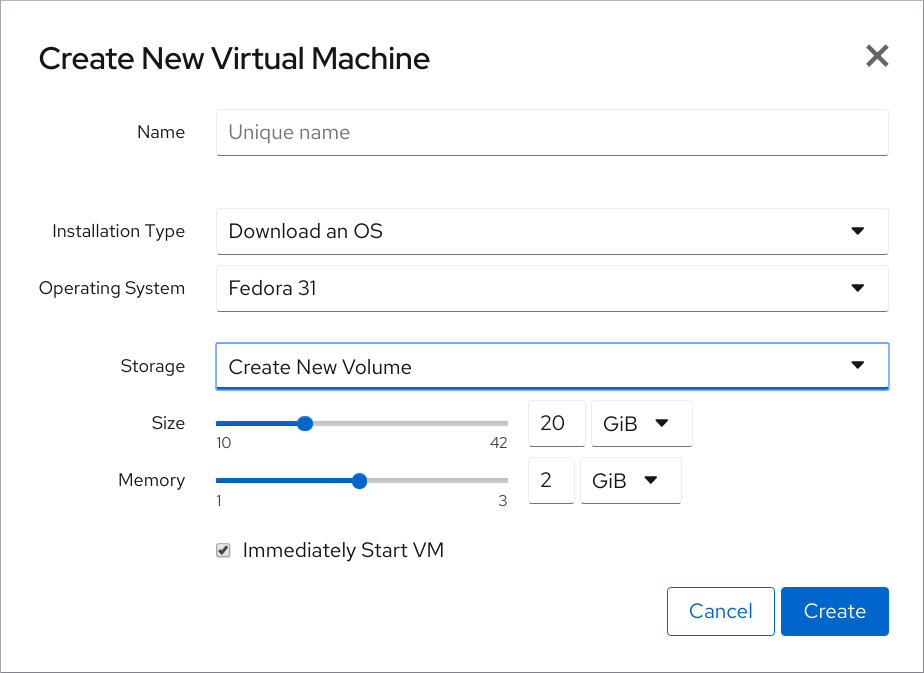 Create New Virtual Machine
Name Unique name
Installation Type Download an OS
Operating System Fedora 31
Storage Create New Volume
Size 20 GiB
10 42
Memory 2 GiB
1 3
Immediately Start VM
Cancel Create